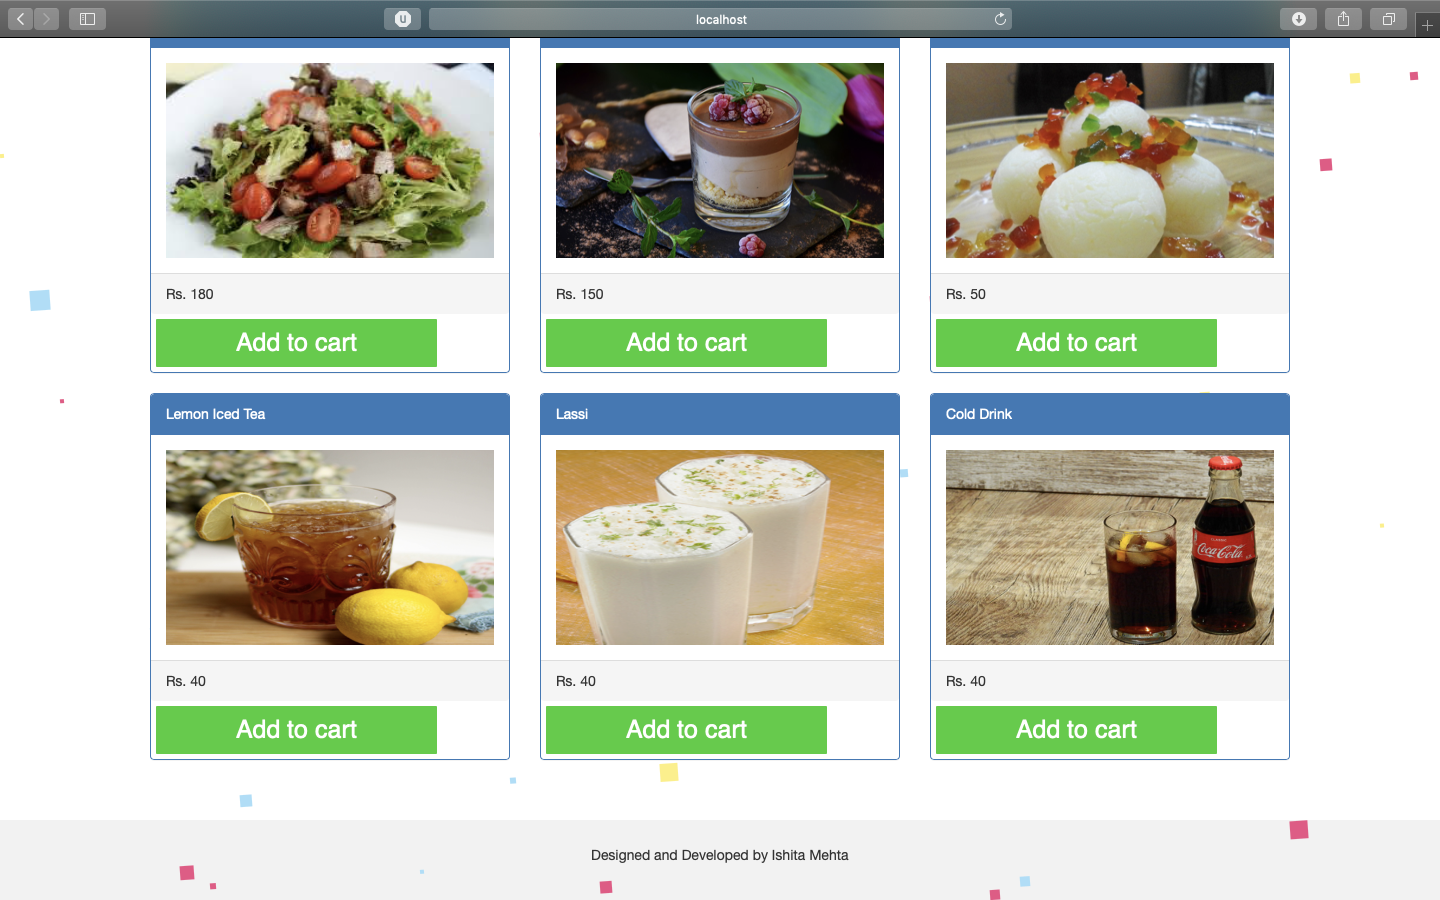 localhost
Rs. 180
Rs. 150
Rs. 50
Add to cart
Add to cart
Add to cart
Lemon Iced Tea
Lassi
Cold Drink
Coca-Cola
Rs. 40
Rs. 40
Rs. 40
Add to cart
Add to cart
Add to cart
Designed and Developed by Ishita Mehta